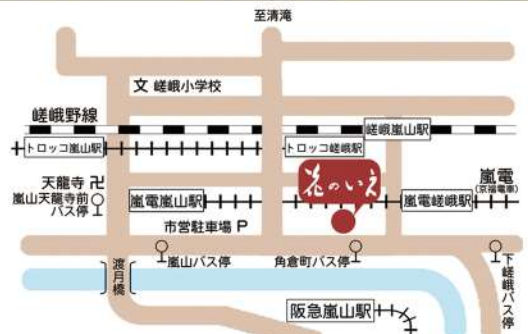 至清滝
文 嵯峨小学校
嵯峨野線
嵯峨嵐山駅
トロッコ嵐山駅
トロッコ嵯峨駅
花のいえ
天龍寺 卍
嵐山天龍寺前
バス停
嵐電嵐山駅
嵐電嵯峨駅
嵐電
(京福電車)
市営駐車場 P
嵐山バス停
角倉町バス停
下嵯峨バス停
渡月橋
阪急嵐山駅